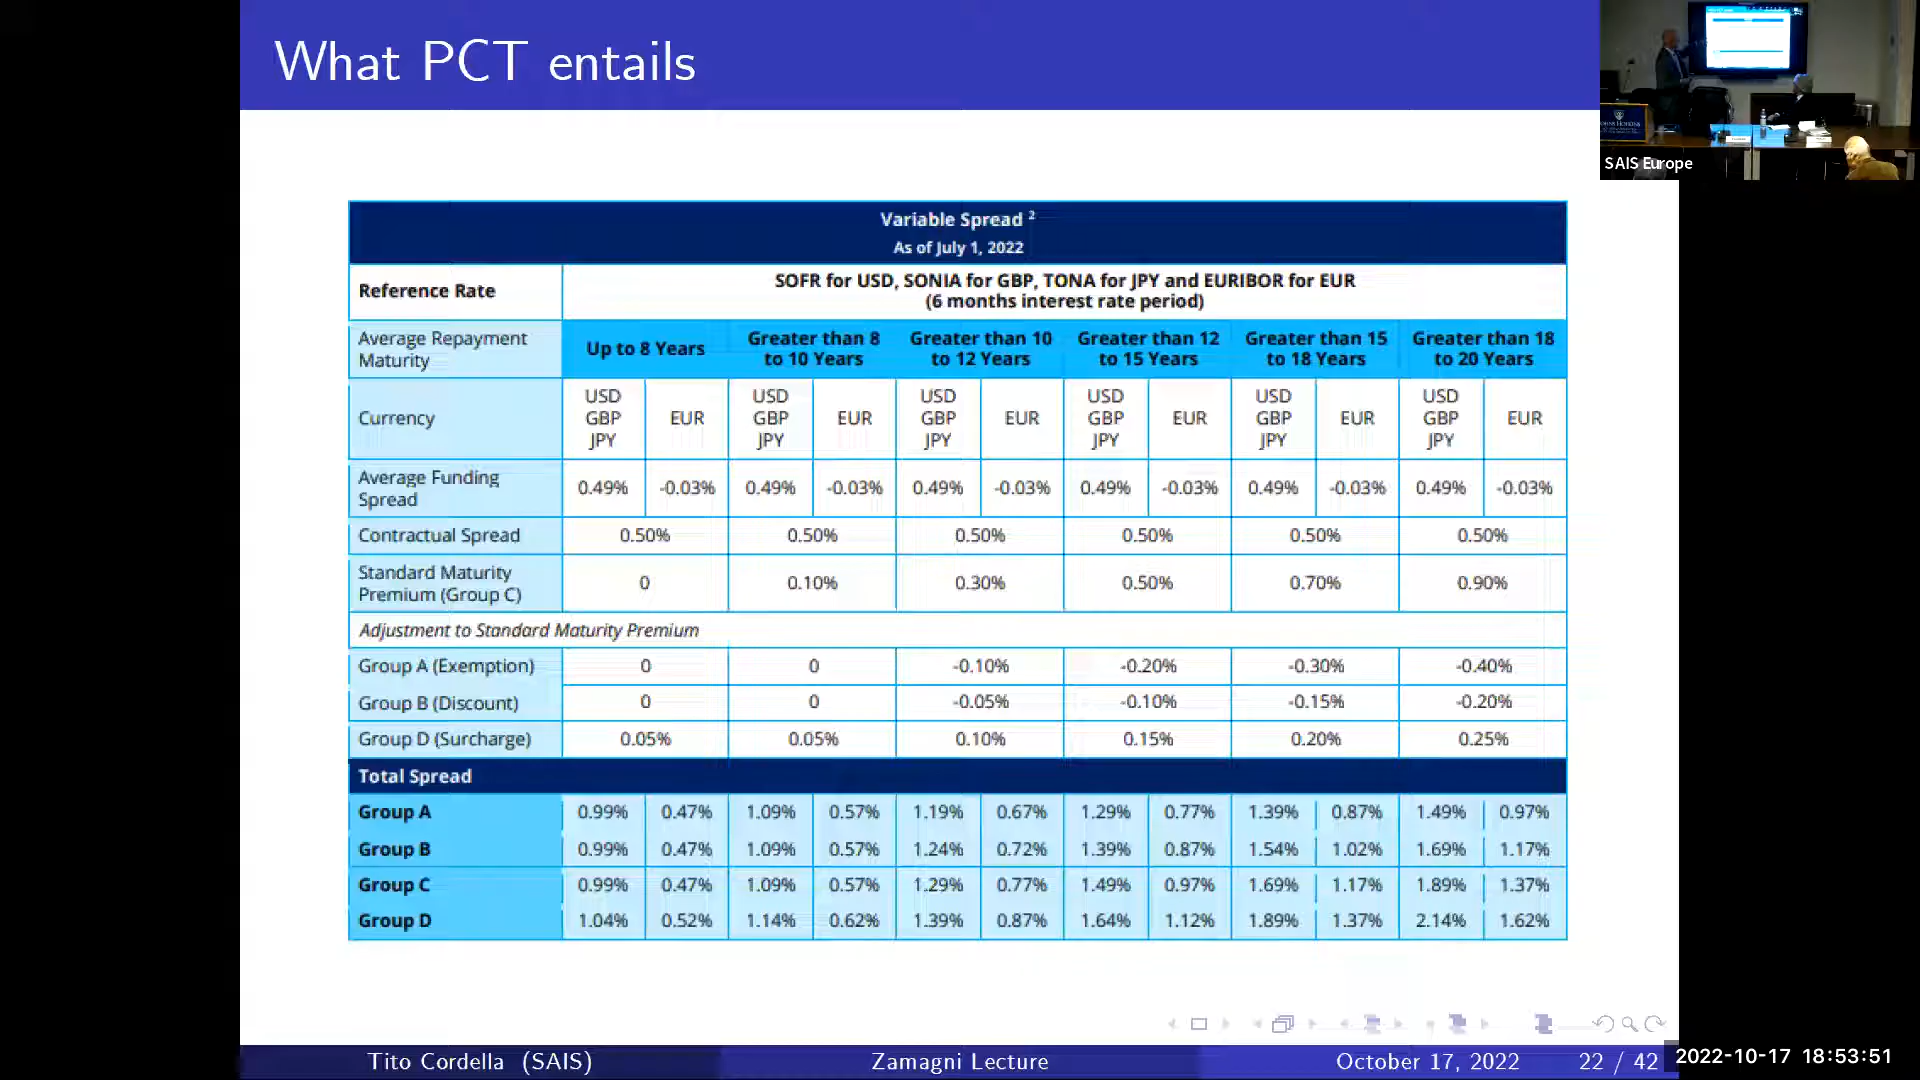 What PCT entails
SAIS Europe
Variable Spread 2
As of July 1, 2022
Reference Rate
SOFR for USD, SONIA for GBP, TONA for JPY and EURIBOR for EUR
(6 months interest rate period)
Average Repayment
Maturity
Up to 8 Years
Greater than 8
to 10 Years
Greater than 10
to 12 Years
Greater than 12
to 15 Years
Greater than 15
to 18 Years
Greater than 18
to 20 Years
Currency
USD
GBP
JPY
EUR
USD
GBP
JPY
EUR
USD
GBP
JPY
EUR
USD
GBP
JPY
EUR
USD
GBP
JPY
EUR
USD
GBP
JPY
EUR
Average Funding
Spread
0.49% -0.03% 0.49% -0.03% 0.49% -0.03% 0.49% -0.03% 0.49% -0.03% 0.49% -0.03%
Contractual Spread 0.50% 0.50% 0.50% 0.50% 0.50% 0.50%
Standard Maturity
Premium (Group C)
0 0.10% 0.30% 0.50% 0.70% 0.90%
Adjustment to Standard Maturity Premium
Group A (Exemption) 0 0 -0.10% -0.20% -0.30% -0.40%
Group B (Discount) 0 0 -0.05% -0.10% -0.15% -0.20%
Group D (Surcharge) 0.05% 0.05% 0.10% 0.15% 0.20% 0.25%
Total Spread
Group A 0.99% 0.47% 1.09% 0.57% 1.19% 0.67% 1.29% 0.77% 1.39% 0.87% 1.49% 0.97%
Group B 0.99% 0.47% 1.09% 0.57% 1.24% 0.72% 1.39% 0.87% 1.54% 1.02% 1.69% 1.17%
Group C 0.99% 0.47% 1.09% 0.57% 1.29% 0.77% 1.49% 0.97% 1.69% 1.17% 1.89% 1.37%
Group D 1.04% 0.52% 1.14% 0.62% 1.39% 0.87% 1.64% 1.12% 1.89% 1.37% 2.14% 1.62%
Tito Cordella (SAIS) Zamagni Lecture October 17, 2022 22 / 42
2022-10-17 18:53:51